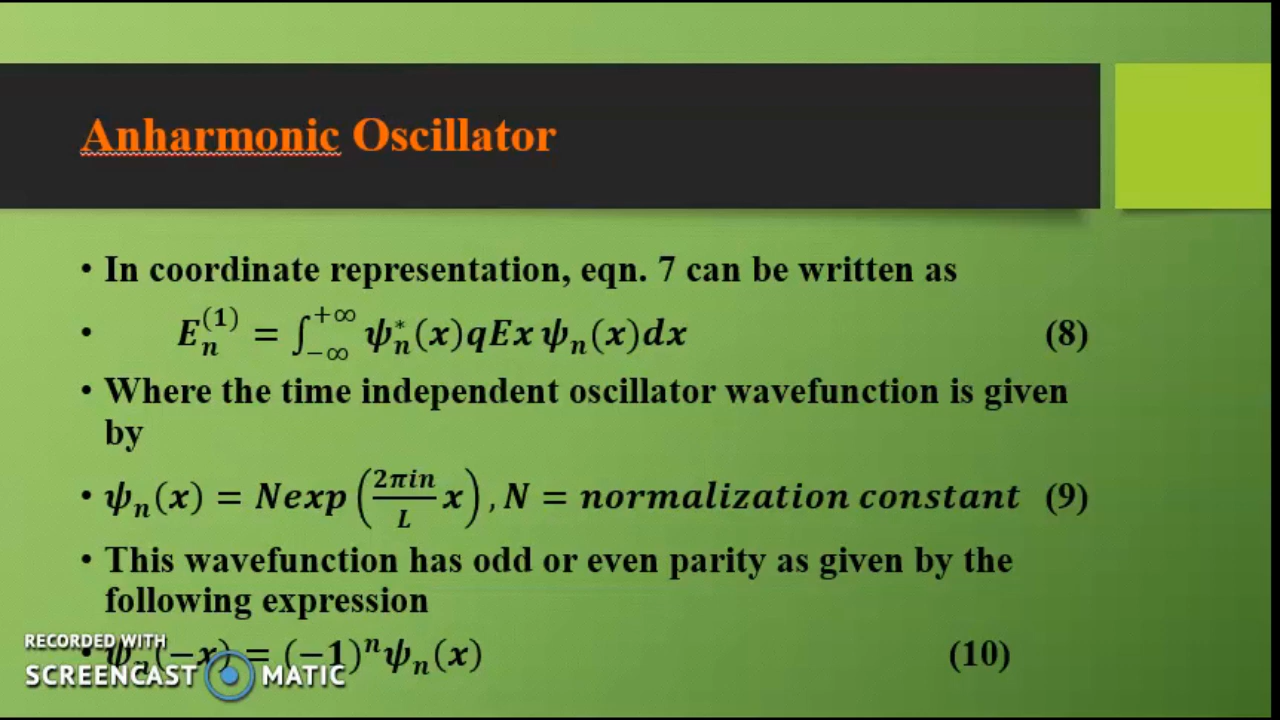 Anharmonic Oscillator
• In coordinate representation, eqn. 7 can be written as
• E_n^{(1)} = ∫_{-∞}^{+∞} ψ_n^*(x)qEx ψ_n(x)dx (8)
• Where the time independent oscillator wavefunction is given
by
• ψ_n(x) = Nexp(\frac{2πin}{L}x), N = normalization constant (9)
• This wavefunction has odd or even parity as given by the
following expression
• ψ_n(−x) = (−1)^n ψ_n(x) (10)
RECORDED WITH
SCREENCAST MATIC